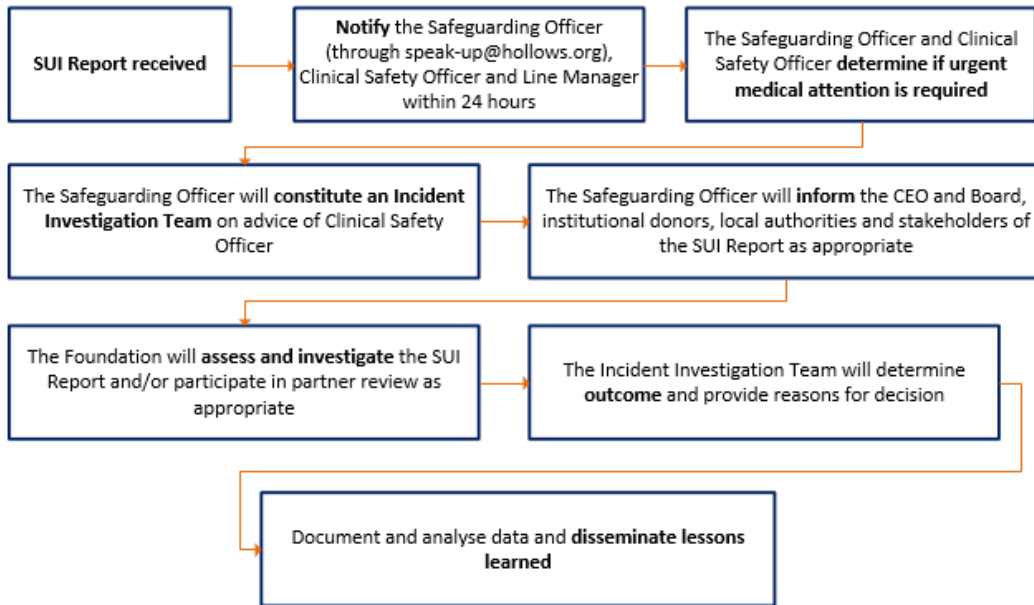 SUI Report received
Notify the Safeguarding Officer
(through speak-up@hollows.org),
Clinical Safety Officer and Line Manager
within 24 hours
The Safeguarding Officer and Clinical
Safety Officer determine if urgent
medical attention is required
The Safeguarding Officer will constitute an Incident
Investigation Team on advice of Clinical Safety
Officer
The Safeguarding Officer will inform the CEO and Board,
institutional donors, local authorities and stakeholders of
the SUI Report as appropriate
The Foundation will assess and investigate the SUI
Report and/or participate in partner review as
appropriate
The Incident Investigation Team will determine
outcome and provide reasons for decision
Document and analyse data and disseminate lessons
learned